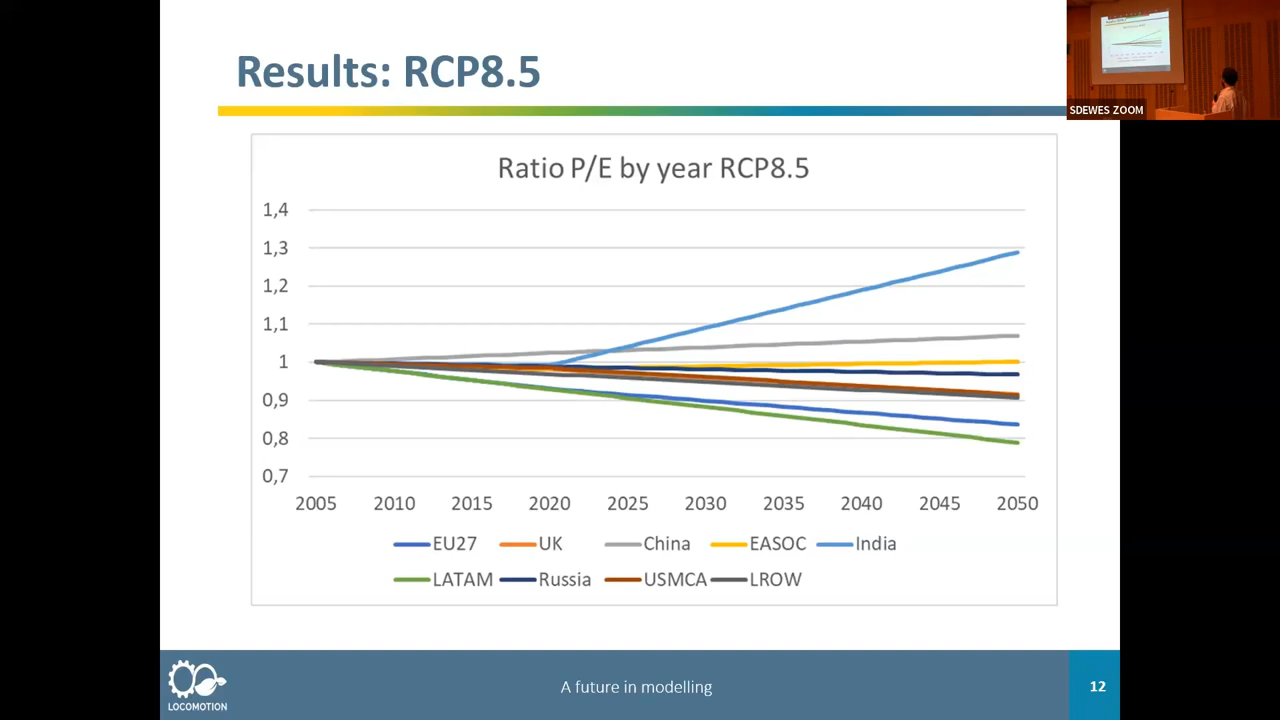 Results: RCP8.5
SDEWES ZOOM
Ratio P/E by year RCP8.5
1,4
1,3
1,2
1,1
1
0,9
0,8
0,7
2005 2010 2015 2020 2025 2030 2035 2040 2045 2050
EU27 UK China EASOC India
LATAM Russia USMCA LROW
LOCOMOTION
A future in modelling
12